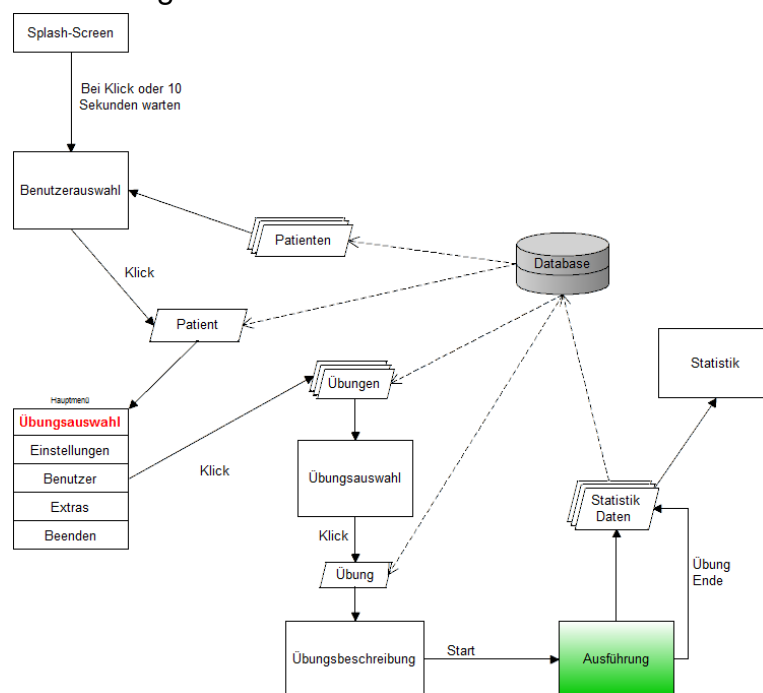 Splash-Screen
Bei Klick oder 10
Sekunden warten
Benutzerauswahl
Patienten
Database
Klick
Patient
Statistik
Hauptmenü
Übungsauswahl
Einstellungen
Benutzer
Extras
Beenden
Klick
Übungen
Übungsauswahl
Klick
Übung
Statistik
Daten
Übung
Ende
Übungsbeschreibung
Start
Ausführung